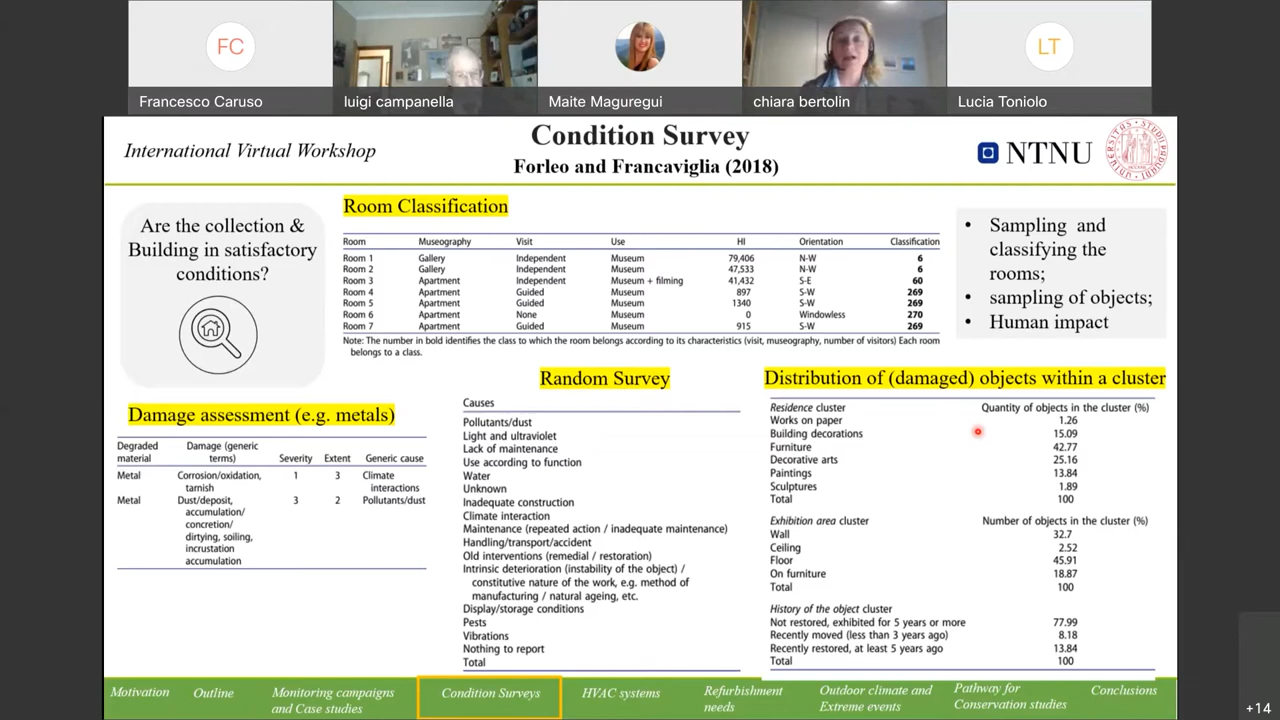 FC
LT
Francesco Caruso
luigi campanella
Maite Maguregui
chiara bertolin
Lucia Toniolo
International Virtual Workshop
Condition Survey
Forleo and Francaviglia (2018)
NTNU
Are the collection &
Building in satisfactory
conditions?
Room Classification
Room Museography Visit Use HI Orientation Classification
Room 1 Gallery Independent Museum 79,406 N-W 6
Room 2 Gallery Independent Museum 47,533 N-W 6
Room 3 Apartment Independent Museum + filming 41,432 S-E 60
Room 4 Apartment Guided Museum 897 S-W 269
Room 5 Apartment Guided Museum 1340 S-W 269
Room 6 Apartment None Museum 0 Windowless 270
Room 7 Apartment Guided Museum 915 S-W 269
Note: The number in bold identifies the class to which the room belongs according to its characteristics (visit, museography, number of visitors) Each room
belongs to a class.
• Sampling and
classifying the
rooms;
• sampling of objects;
• Human impact
Damage assessment (e.g. metals)
Degraded material Damage (generic terms) Severity Extent Generic cause
Metal Corrosion/oxidation, 1 3 Climate
tarnish interactions
Metal Dust/deposit, 3 2 Pollutants/dust
accumulation/
concretion/
dirtying, soiling,
incrustation
accumulation
Random Survey
Causes
Pollutants/dust
Light and ultraviolet
Lack of maintenance
Use according to function
Water
Unknown
Inadequate construction
Climate interaction
Maintenance (repeated action / inadequate maintenance)
Handling/transport/accident
Old interventions (remedial / restoration)
Intrinsic deterioration (instability of the object) /
constitutive nature of the work, e.g. method of
manufacturing / natural ageing, etc.
Display/storage conditions
Pests
Vibrations
Nothing to report
Total
Distribution of (damaged) objects within a cluster
Residence cluster Quantity of objects in the cluster (%)
Works on paper 1.26
Building decorations 15.09
Furniture 42.77
Decorative arts 25.16
Paintings 13.84
Sculptures 1.89
Total 100
Exhibition area cluster Number of objects in the cluster (%)
Wall 32.7
Ceiling 2.52
Floor 45.91
On furniture 18.87
Total 100
History of the object cluster
Not restored, exhibited for 5 years or more 77.99
Recently moved (less than 3 years ago) 8.18
Recently restored, at least 5 years ago 13.84
Total 100
Motivation
Outline
Monitoring campaigns
and Case studies
Condition Surveys
HVAC systems
Refurbishment
needs
Outdoor climate and
Extreme events
Pathway for
Conservation studies
Conclusions
+14